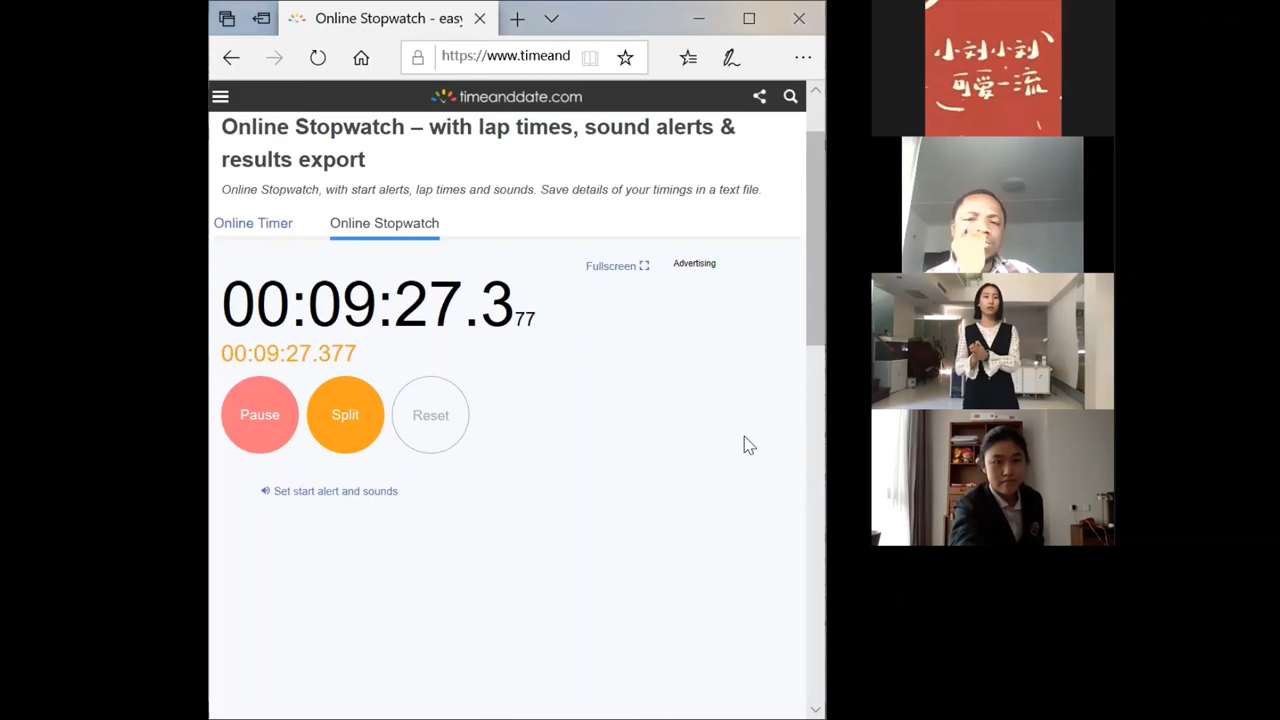 Online Stopwatch - easy
https://www.timeand
timeanddate.com
Online Stopwatch – with lap times, sound alerts &
results export
Online Stopwatch, with start alerts, lap times and sounds. Save details of your timings in a text file.
Online Timer
Online Stopwatch
Fullscreen
Advertising
00:09:27.377
00:09:27.377
Pause
Split
Reset
Set start alert and sounds
小刘小刘
可爱一流